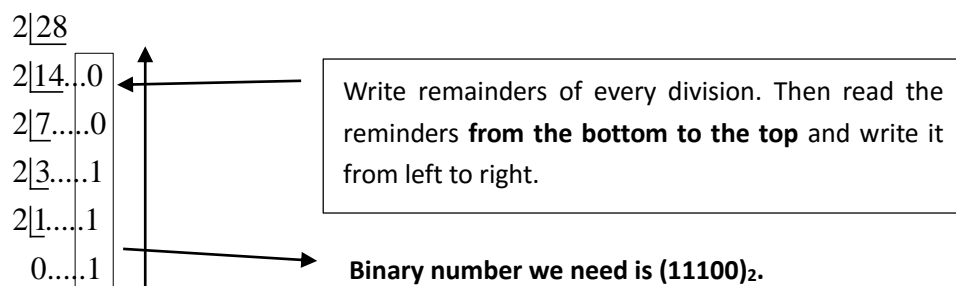 2|28
2|14...0
2|7.....0
2|3.....1
2|1.....1
0.....1
Write remainders of every division. Then read the
reminders from the bottom to the top and write it
from left to right.
Binary number we need is (11100)₂.